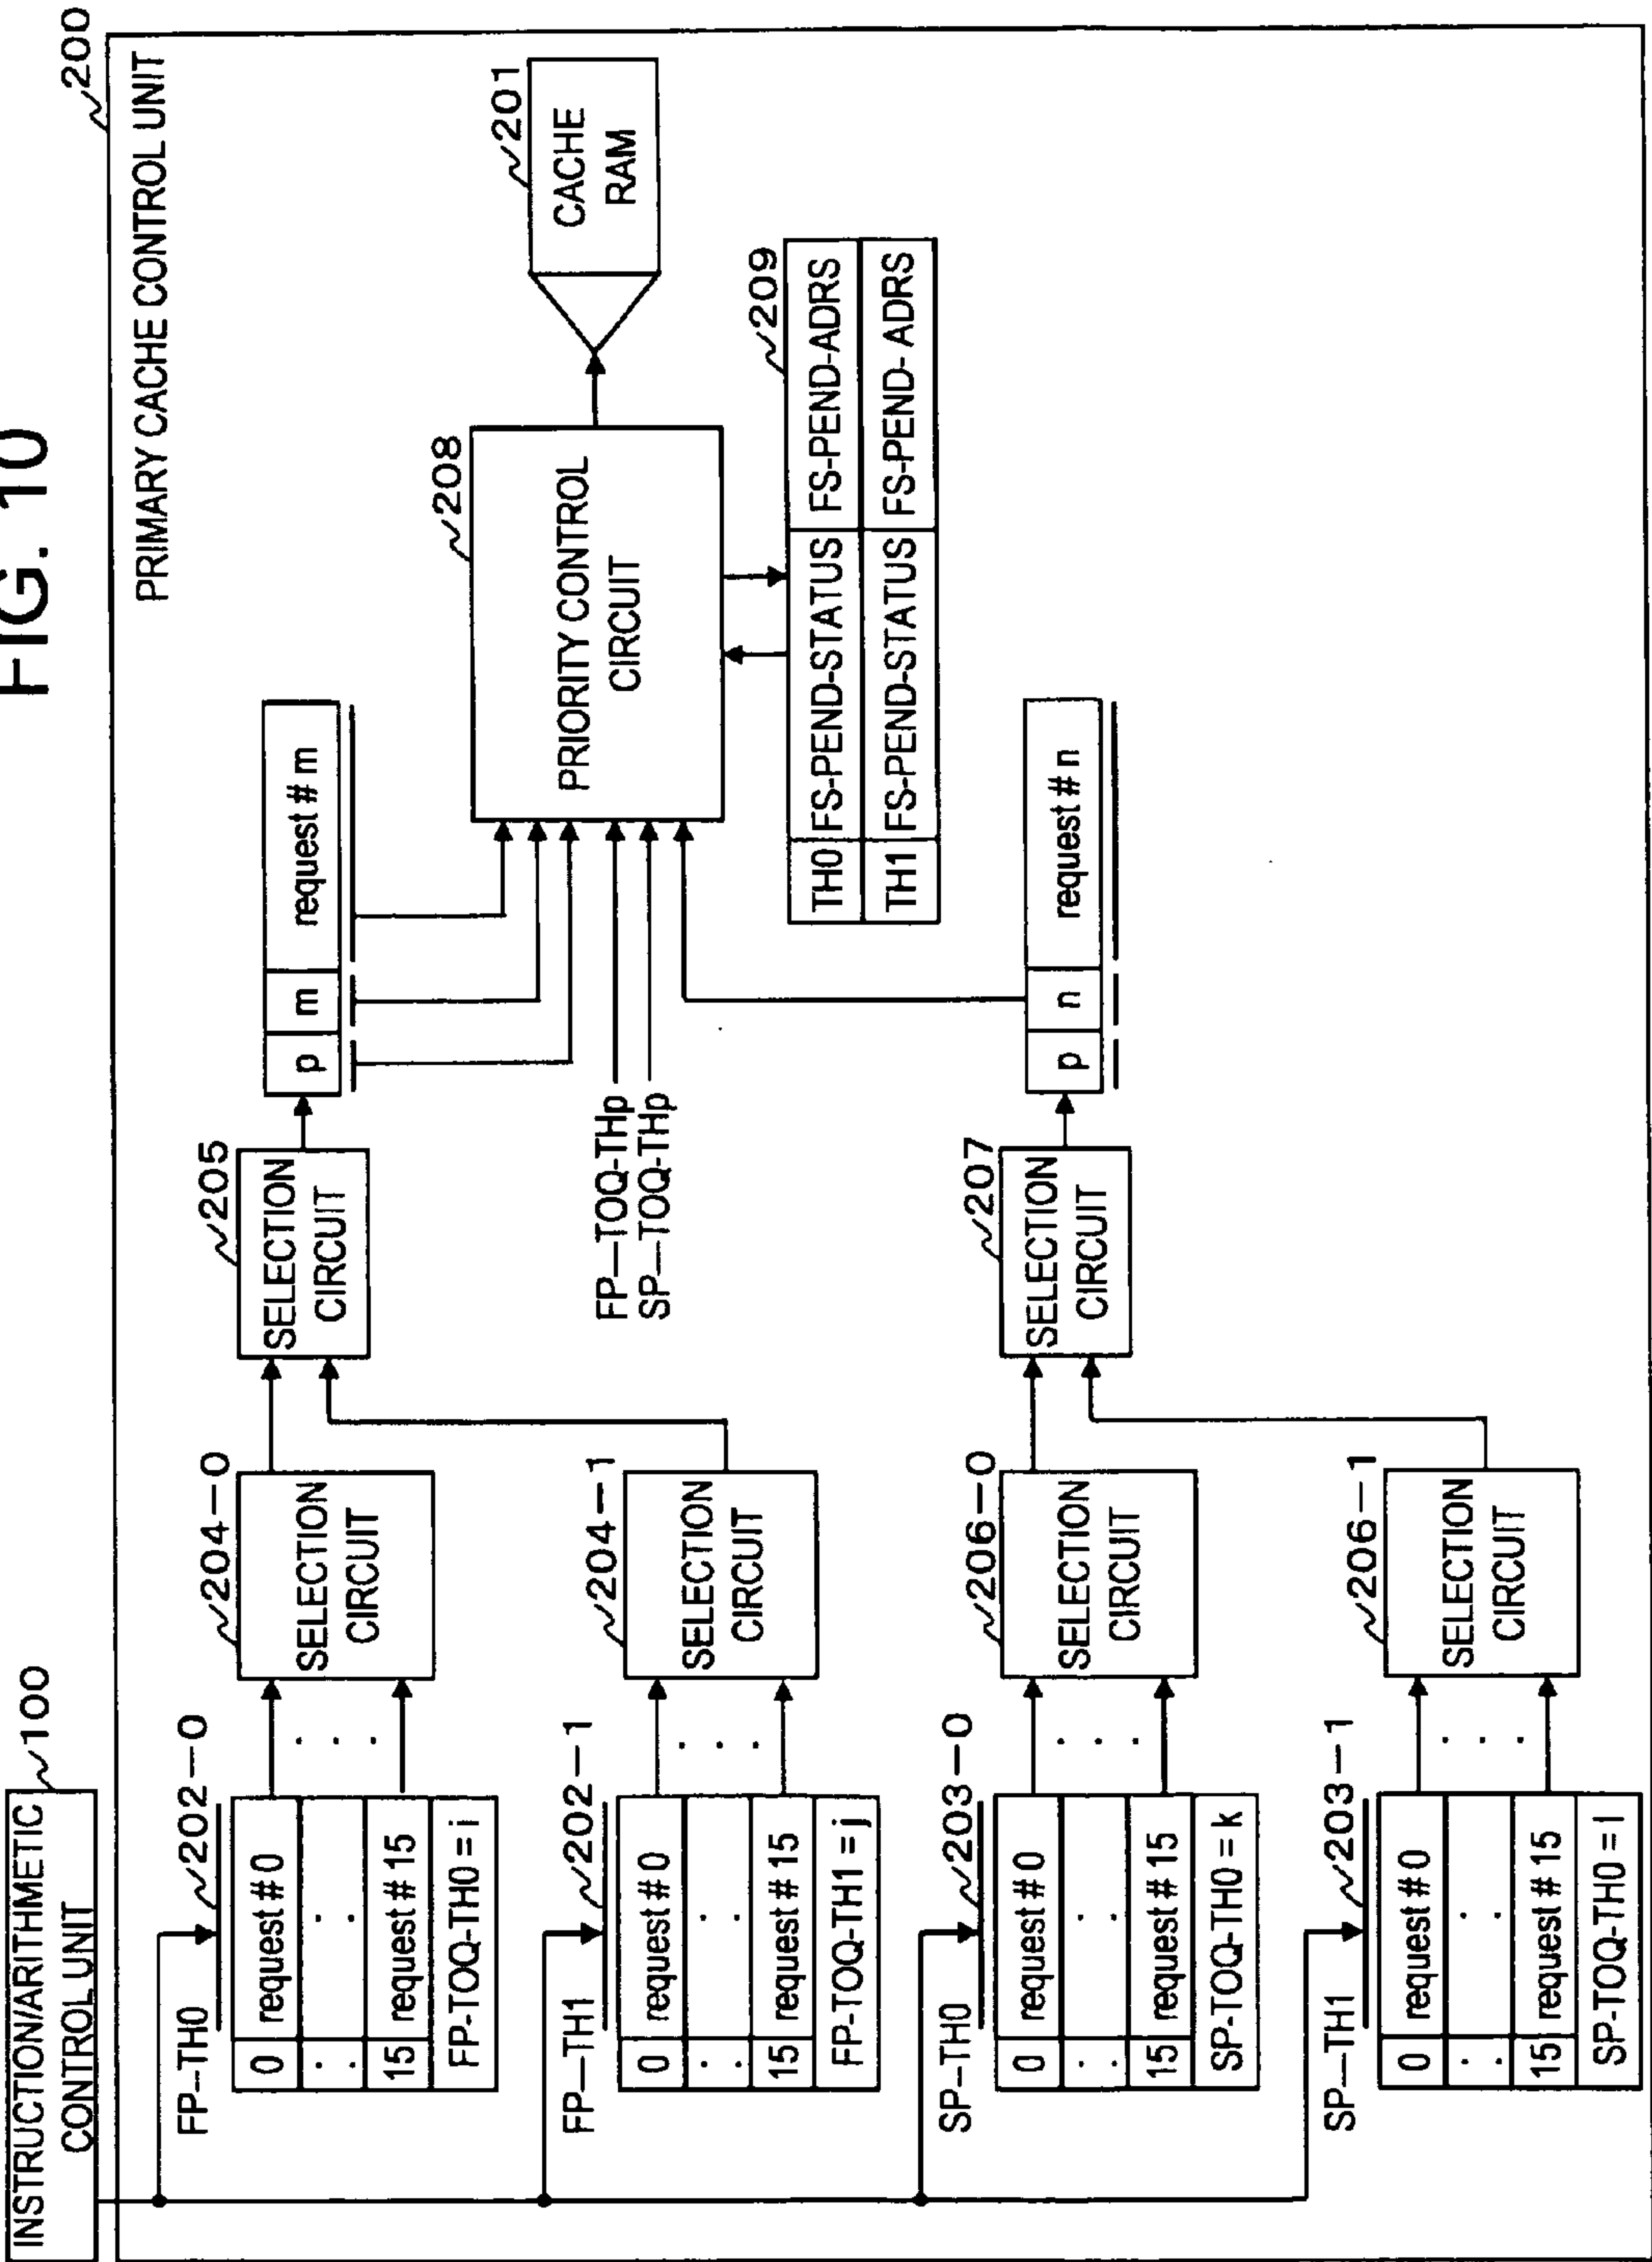 FIG. 10
INSTRUCTION/ARITHMETIC
CONTROL UNIT
100
200
PRIMARY CACHE CONTROL UNIT
FP—TH0
202-0
0 request # 0
. . . .
15 request # 15
FP-TOQ-TH0 = i
204-0
SELECTION
CIRCUIT
. . .
205
SELECTION
CIRCUIT
p m request # m
FP—TH1
202-1
0 request # 0
. . . .
15 request # 15
FP-TOQ-TH1 = j
204-1
SELECTION
CIRCUIT
. . .
FP—TOQ-THp
SP—TOQ-THp
208
PRIORITY CONTROL
CIRCUIT
201
CACHE
RAM
209
TH0 FS-PEND-STATUS FS-PEND-ADRS
TH1 FS-PEND-STATUS FS-PEND- ADRS
SP—TH0
203-0
0 request # 0
. . . .
15 request # 15
SP-TOQ-TH0 = k
206-0
SELECTION
CIRCUIT
. . .
207
SELECTION
CIRCUIT
p n request # n
SP—TH1
203-1
0 request # 0
. . . .
15 request # 15
SP-TOQ-TH0 = l
206-1
SELECTION
CIRCUIT
. . .